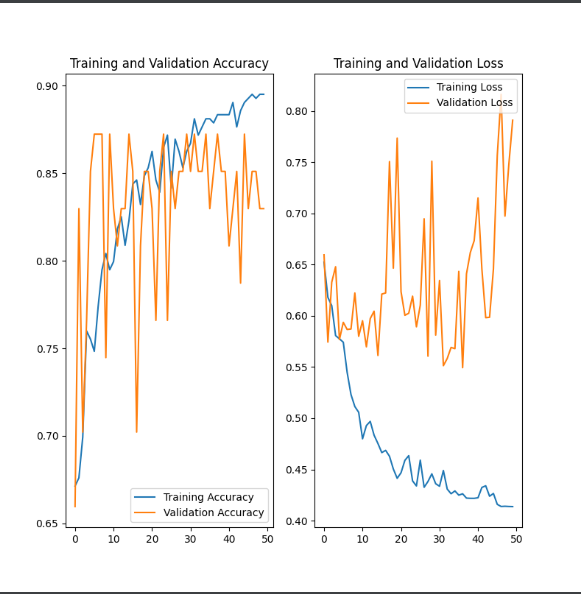 Training and Validation Accuracy
0.90
0.85
0.80
0.75
0.70
0.65
0 10 20 30 40 50
Training Accuracy
Validation Accuracy
Training and Validation Loss
0.80
0.75
0.70
0.65
0.60
0.55
0.50
0.45
0.40
0 10 20 30 40 50
Training Loss
Validation Loss